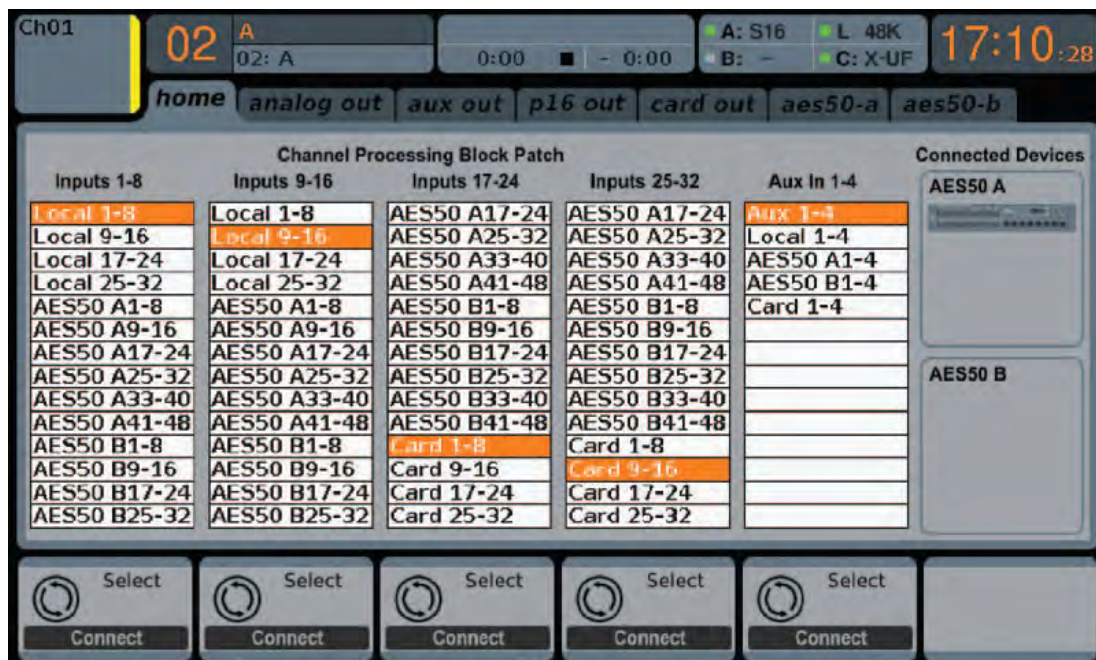 Ch01
02
A
02: A
0:00 - 0:00
A: S16 L 48K
B: - C: X-UF
17:10:28
home analog out aux out p16 out card out aes50-a aes50-b
Channel Processing Block Patch
Connected Devices
Inputs 1-8 Inputs 9-16 Inputs 17-24 Inputs 25-32 Aux In 1-4
Local 1-8 Local 1-8 AES50 A17-24 AES50 A17-24 Aux 1-4
Local 9-16 Local 9-16 AES50 A25-32 AES50 A25-32 Local 1-4
Local 17-24 Local 17-24 AES50 A33-40 AES50 A33-40 AES50 A1-4
Local 25-32 Local 25-32 AES50 A41-48 AES50 A41-48 AES50 B1-4
AES50 A1-8 AES50 A1-8 AES50 B1-8 AES50 B1-8 Card 1-4
AES50 A9-16 AES50 A9-16 AES50 B9-16 AES50 B9-16
AES50 A17-24 AES50 A17-24 AES50 B17-24 AES50 B17-24
AES50 A25-32 AES50 A25-32 AES50 B25-32 AES50 B25-32
AES50 A33-40 AES50 A33-40 AES50 B33-40 AES50 B33-40
AES50 A41-48 AES50 A41-48 AES50 B41-48 AES50 B41-48
AES50 B1-8 AES50 B1-8 Card 1-8 Card 1-8
AES50 B9-16 AES50 B9-16 Card 9-16 Card 9-16
AES50 B17-24 AES50 B17-24 Card 17-24 Card 17-24
AES50 B25-32 AES50 B25-32 Card 25-32 Card 25-32
AES50 A
AES50 B
Select Select Select Select Select
Connect Connect Connect Connect Connect